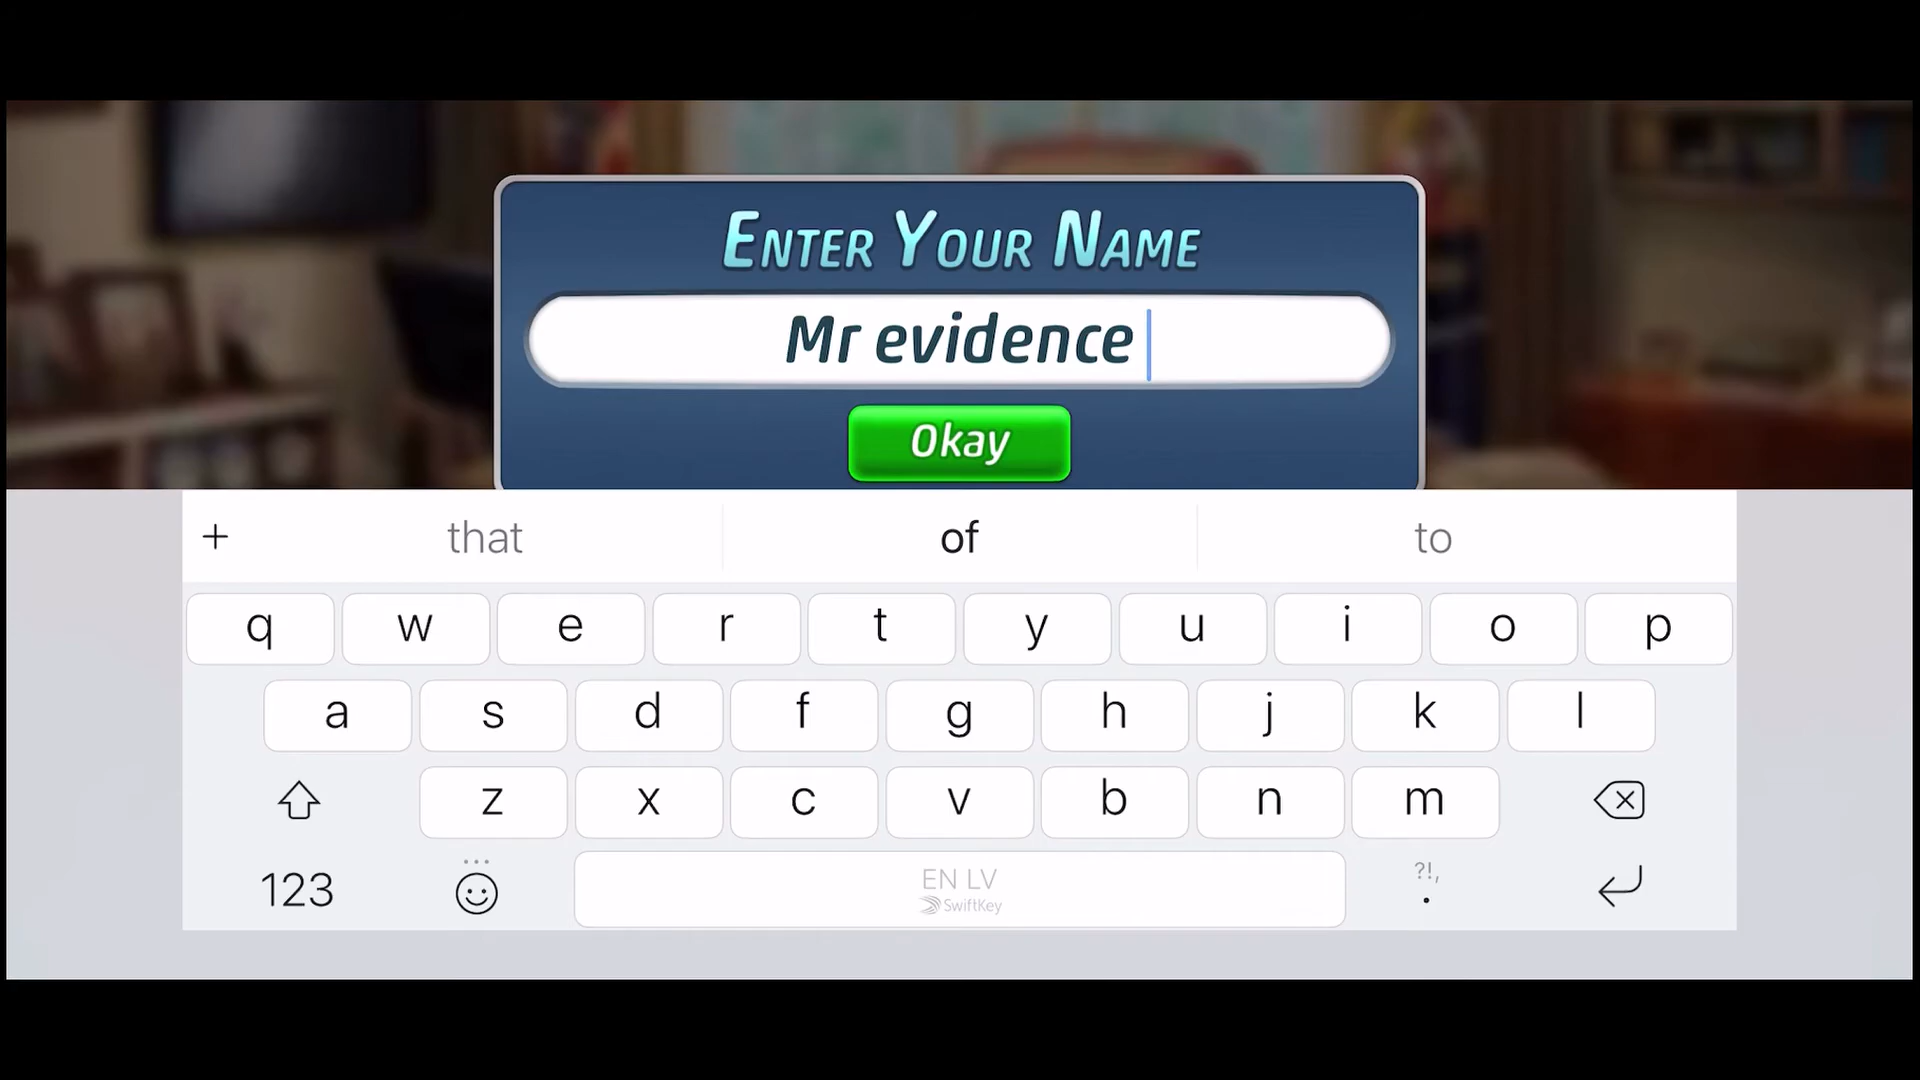 Enter Your Name
Mr evidence
Okay
+ that of to
q w e r t y u i o p
a s d f g h j k l
z x c v b n m
123 EN LV ?!, .
SwiftKey